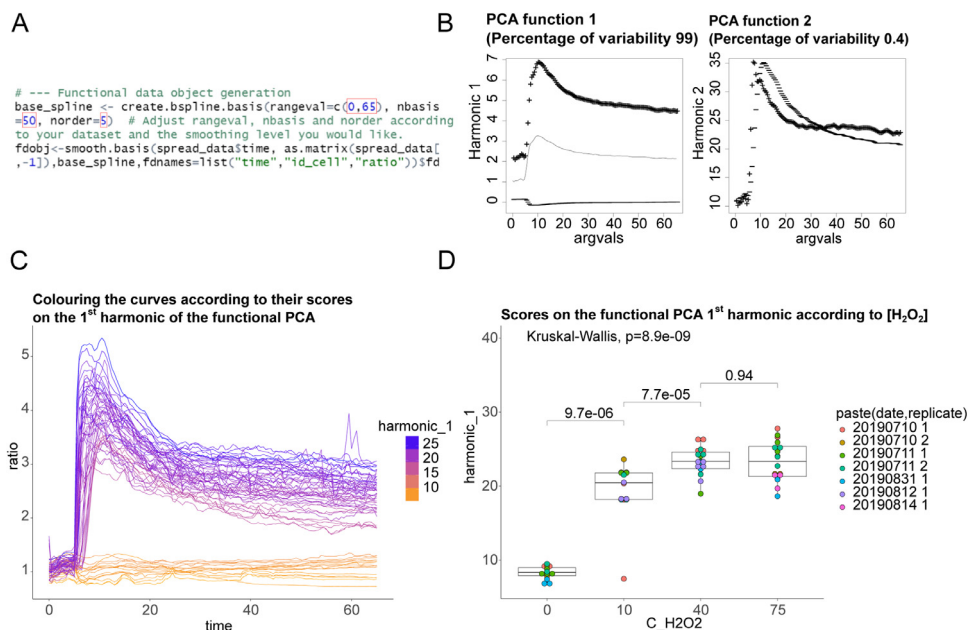 A
# --- Functional data object generation
base_spline <- create.bspline.basis(rangeval=c(0,65), nbasis
=50, norder=5)  # Adjust rangeval, nbasis and norder according
to your dataset and the smoothing level you would like.
fdobj<-smooth.basis(spread_data$time, as.matrix(spread_data[
,-1]),base_spline,fdnames=list("time","id_cell","ratio"))$fd
B
PCA function 1
(Percentage of variability 99)
Harmonic 1
7
6
5
4
3
2
1
0
0 10 20 30 40 50 60
argvals
PCA function 2
(Percentage of variability 0.4)
Harmonic 2
35
30
25
20
15
10
0 10 20 30 40 50 60
argvals
C
Colouring the curves according to their scores
on the 1st harmonic of the functional PCA
ratio
5
4
3
2
1
0 20 40 60
time
harmonic_1
25
20
15
10
D
Scores on the functional PCA 1st harmonic according to [H2O2]
Kruskal-Wallis, p=8.9e-09
harmonic_1
40
30
20
10
9.7e-06
7.7e-05
0.94
0 10 40 75
C_H2O2
paste(date,replicate)
20190710 1
20190710 2
20190711 1
20190711 2
20190831 1
20190812 1
20190814 1